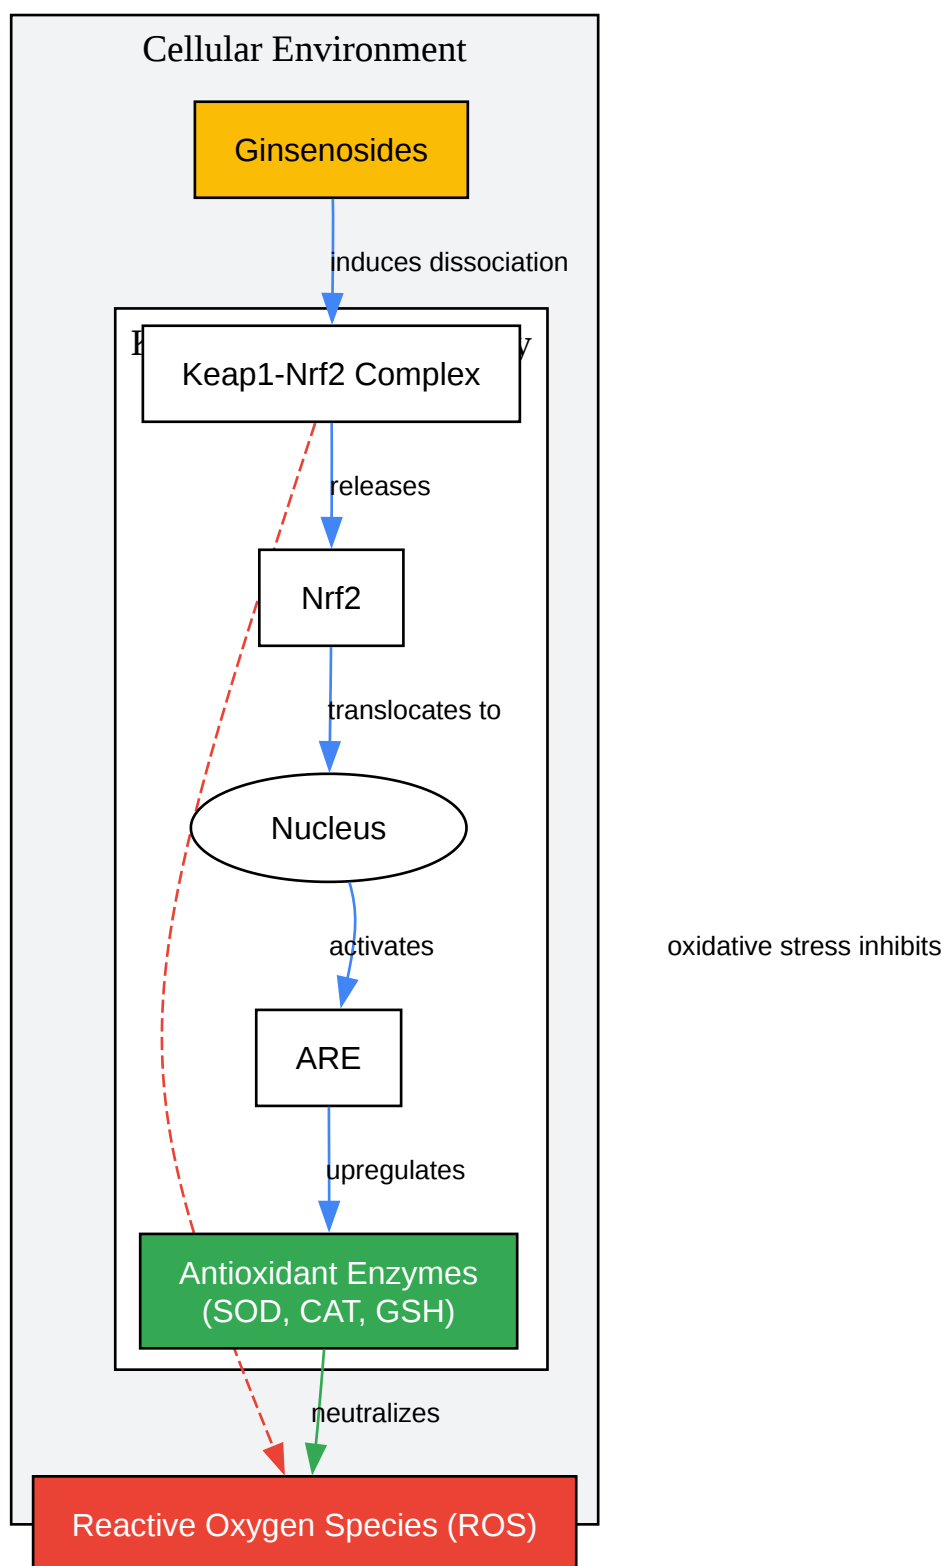 Cellular Environment
Ginsenosides
induces dissociation
Keap1-Nrf2 Complex
releases
Nrf2
translocates to
Nucleus
activates
oxidative stress inhibits
ARE
upregulates
Antioxidant Enzymes
(SOD, CAT, GSH)
neutralizes
Reactive Oxygen Species (ROS)